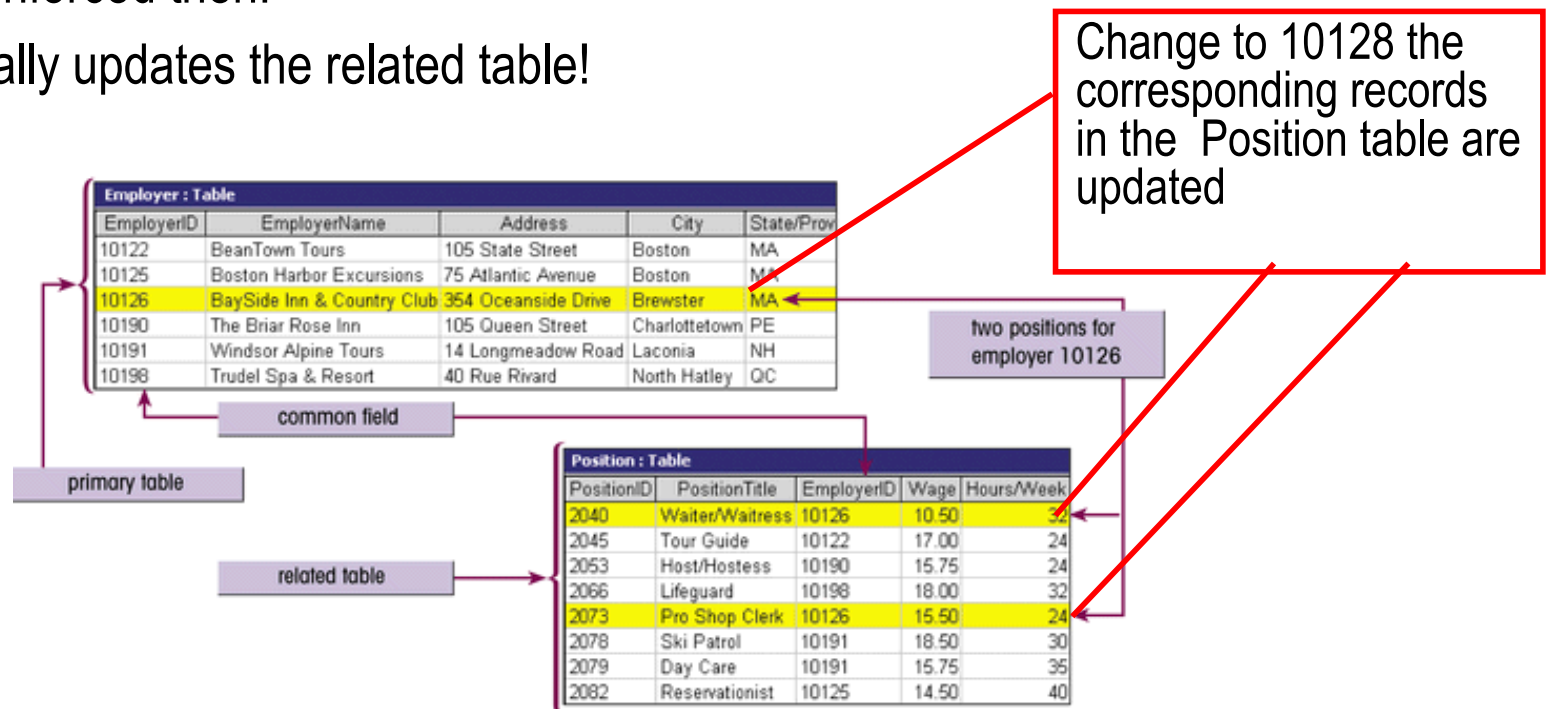 ally updates the related table!
Change to 10128 the
corresponding records
in the Position table are
updated
Employer : Table
EmployerID EmployerName Address City State/Prov
10122 BeanTown Tours 105 State Street Boston MA
10125 Boston Harbor Excursions 75 Atlantic Avenue Boston MA
10126 BaySide Inn & Country Club 354 Oceanside Drive Brewster MA
10190 The Briar Rose Inn 105 Queen Street Charlottetown PE
10191 Windsor Alpine Tours 14 Longmeadow Road Laconia NH
10198 Trudel Spa & Resort 40 Rue Rivard North Hatley QC
two positions for
employer 10126
common field
primary table
Position : Table
PositionID PositionTitle EmployerID Wage Hours/Week
2040 Waiter/Waitress 10126 10.50 32
2045 Tour Guide 10122 17.00 24
2053 Host/Hostess 10190 15.75 24
2066 Lifeguard 10198 18.00 32
2073 Pro Shop Clerk 10126 15.50 24
2078 Ski Patrol 10191 18.50 30
2079 Day Care 10191 15.75 35
2082 Reservationist 10125 14.50 40
related table